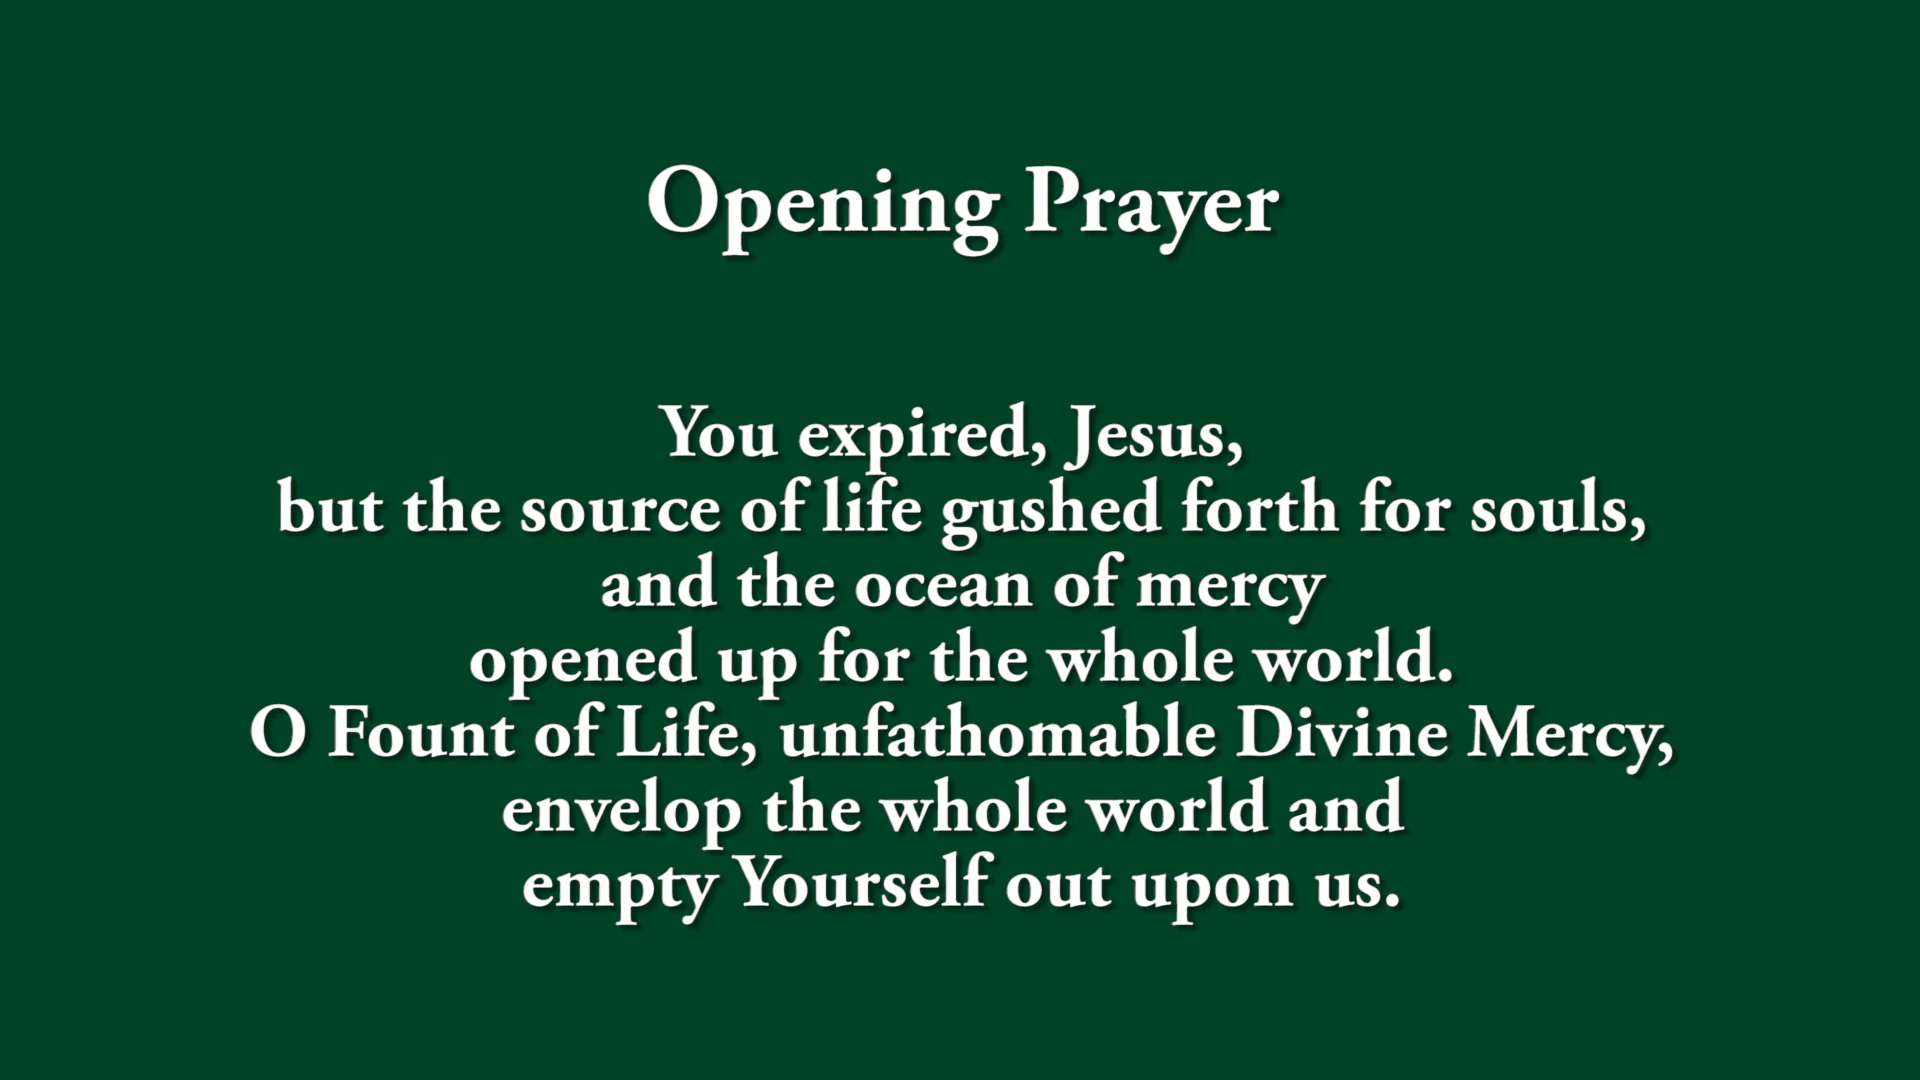 Opening Prayer
You expired, Jesus,
but the source of life gushed forth for souls,
and the ocean of mercy
opened up for the whole world.
O Fount of Life, unfathomable Divine Mercy,
envelop the whole world and
empty Yourself out upon us.